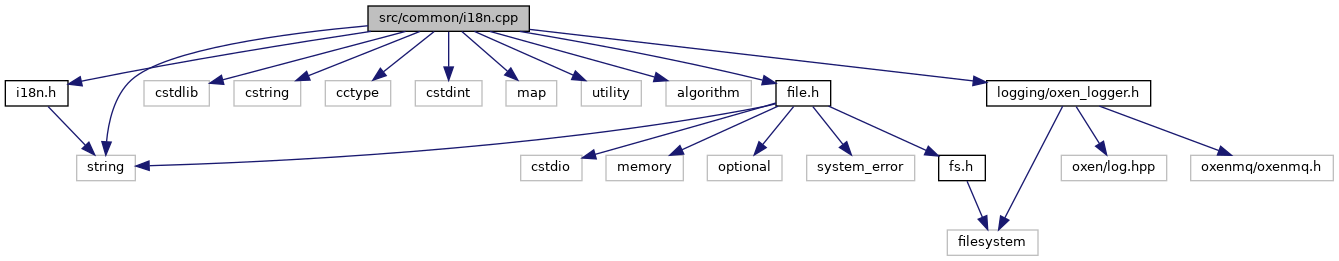 src/common/i18n.cpp
i18n.h
cstdlib
cstring
cctype
cstdint
map
utility
algorithm
file.h
logging/oxen_logger.h
string
cstdio
memory
optional
system_error
fs.h
oxen/log.hpp
oxenmq/oxenmq.h
filesystem